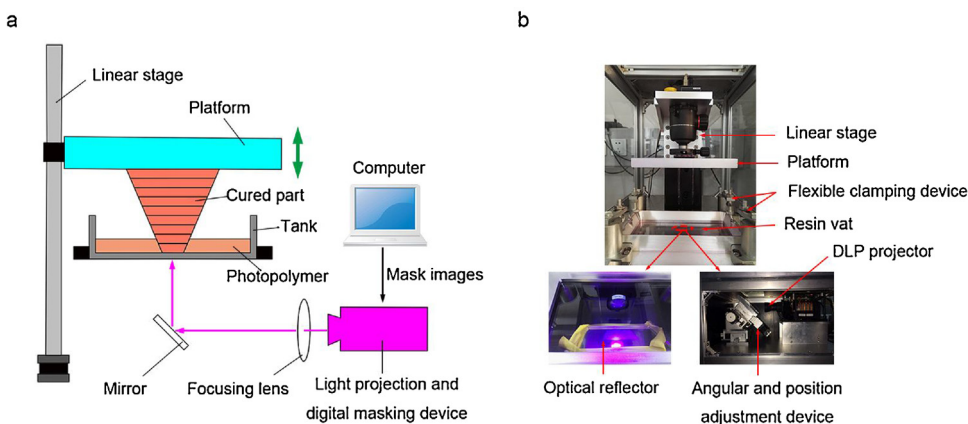 a
Linear stage
Platform
Computer
Cured part
Tank
Photopolymer
Mask images
Mirror
Focusing lens
Light projection and
digital masking device
b
Linear stage
Platform
Flexible clamping device
Resin vat
DLP projector
Optical reflector
Angular and position
adjustment device